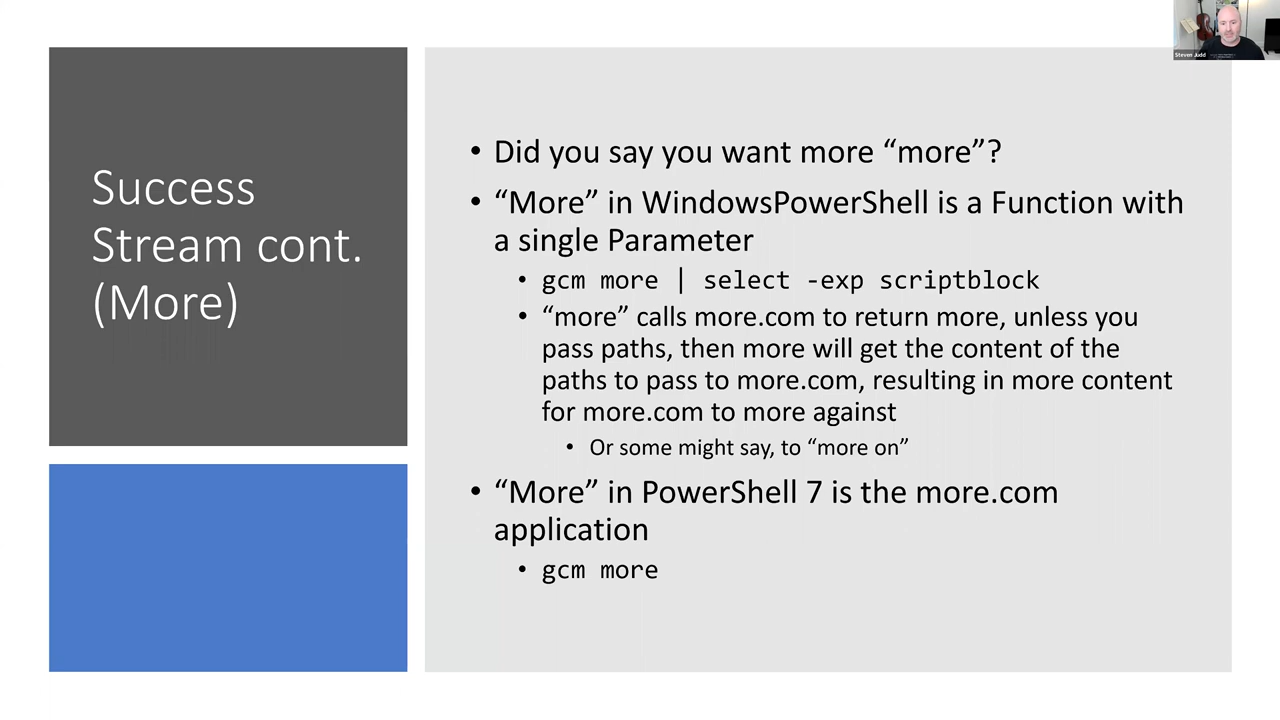 Success
Stream cont.
(More)
• Did you say you want more “more”?
• “More” in WindowsPowerShell is a Function with
a single Parameter
• gcm more | select -exp scriptblock
• “more” calls more.com to return more, unless you
pass paths, then more will get the content of the
paths to pass to more.com, resulting in more content
for more.com to more against
• Or some might say, to “more on”
• “More” in PowerShell 7 is the more.com
application
• gcm more
Steven Judd